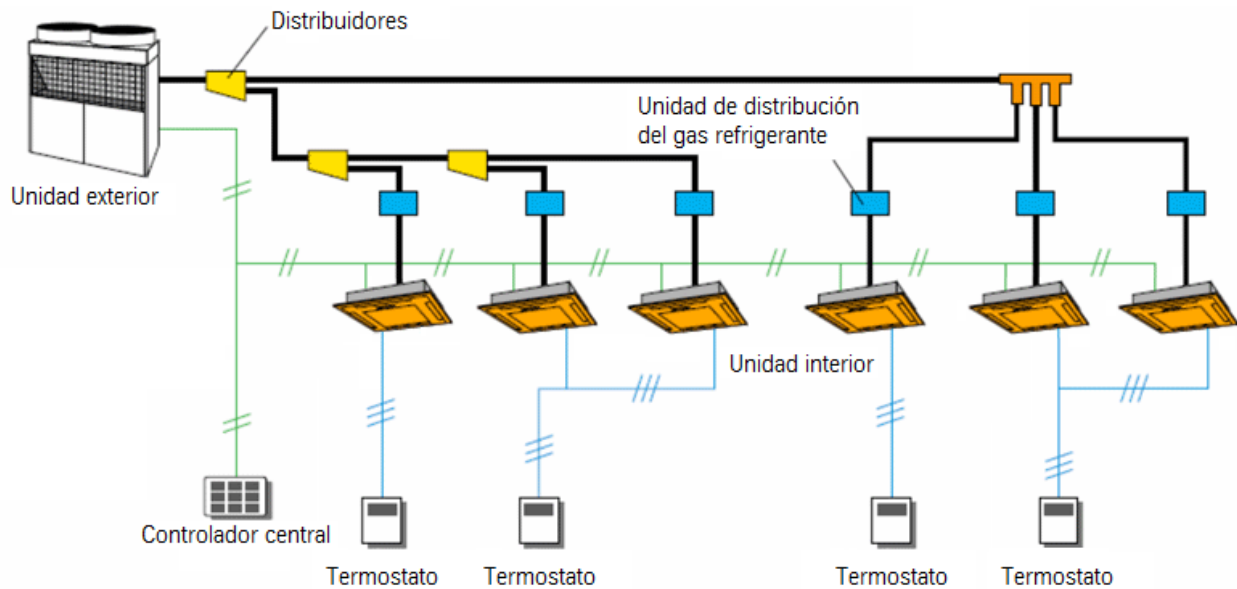 Distribuidores
Unidad de distribución
del gas refrigerante
Unidad exterior
Unidad interior
Controlador central
Termostato
Termostato
Termostato
Termostato